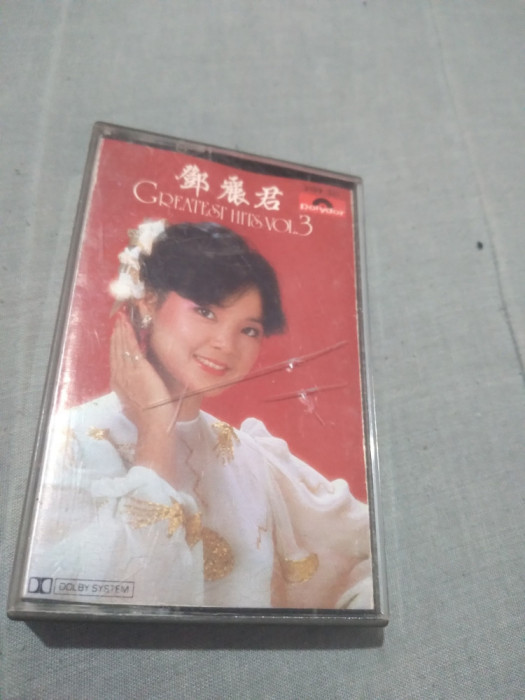 鄧麗君
GREATEST HITS VOL.3
Polydor
DOLBY SYSTEM